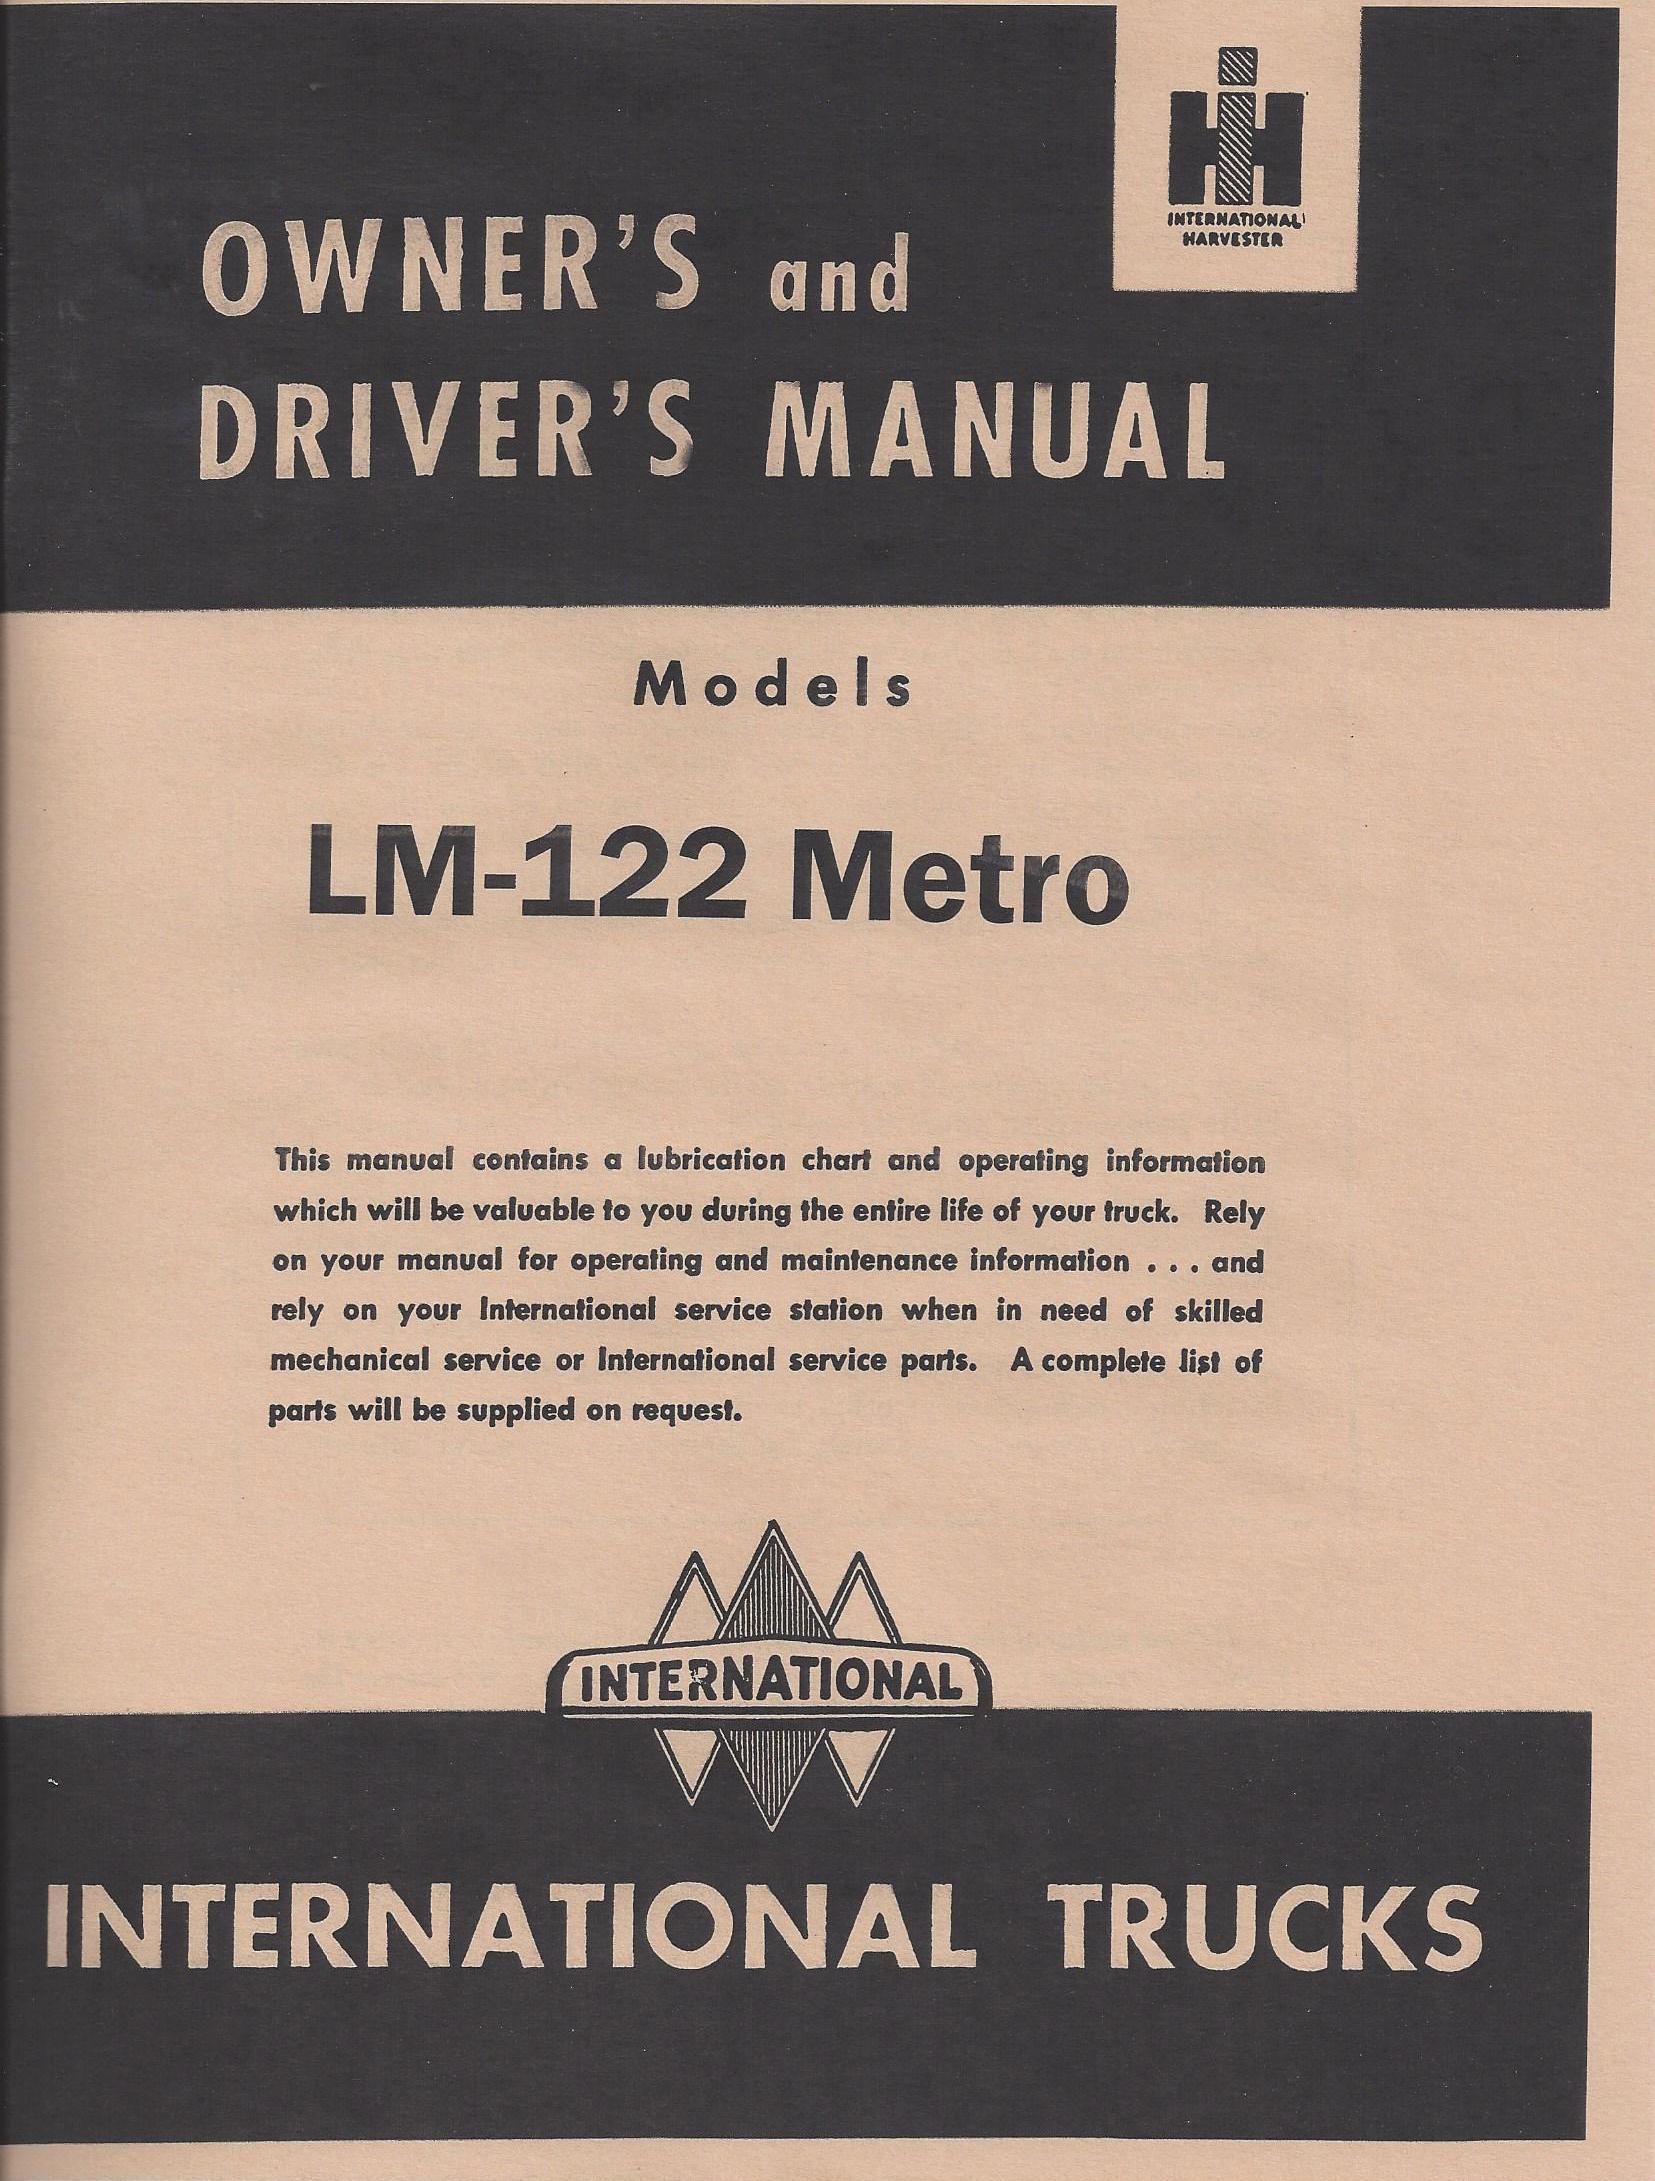 IH
INTERNATIONAL
HARVESTER
OWNER'S and
DRIVER'S MANUAL
Models
LM-122 Metro
This manual contains a lubrication chart and operating information
which will be valuable to you during the entire life of your truck. Rely
on your manual for operating and maintenance information . . . and
rely on your International service station when in need of skilled
mechanical service or International service parts. A complete list of
parts will be supplied on request.
INTERNATIONAL
INTERNATIONAL TRUCKS